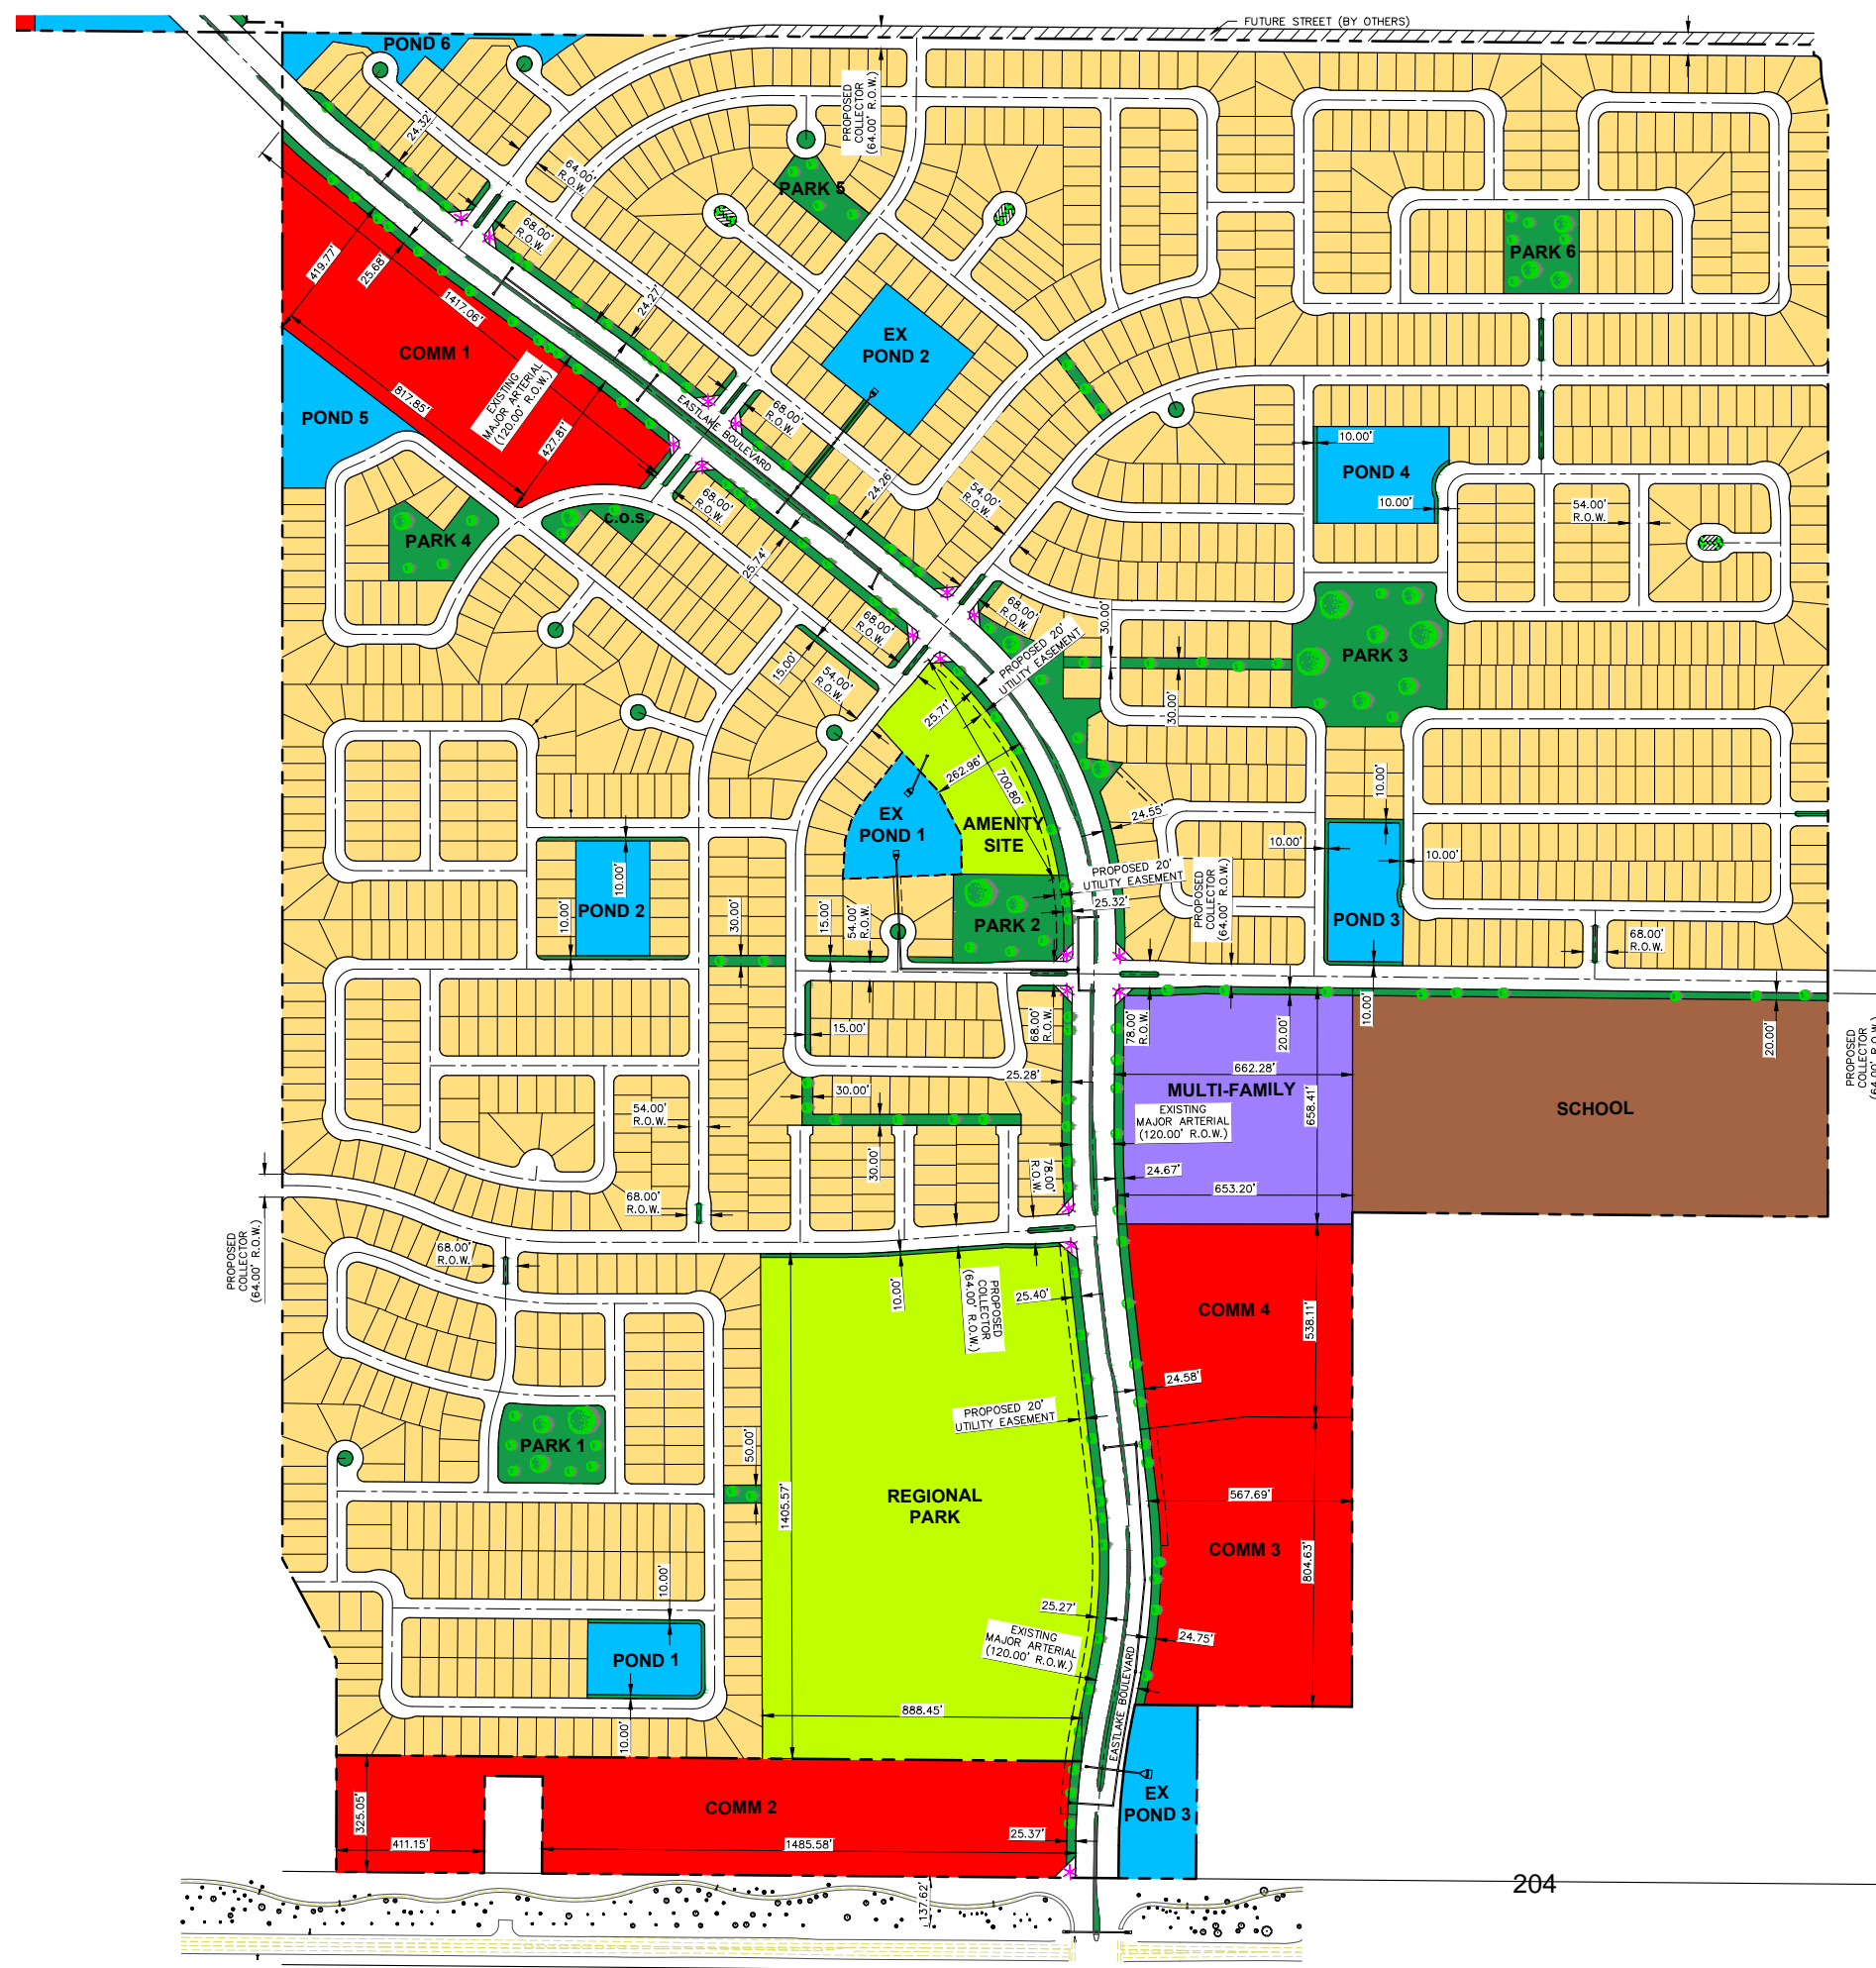 FUTURE STREET (BY OTHERS)
POND 6
24.32'
64.00'
R.O.W.
PROPOSED
COLLECTOR
(64.00' R.O.W.)
PARK 5
68.00'
R.O.W.
PARK 6
419.77'
25.68'
1417.06'
24.27'
COMM 1
EX
POND 2
EXISTING
MAJOR ARTERIAL
(120.00' R.O.W.)
817.85'
427.81'
POND 5
EASTLAKE BOULEVARD
68.00'
R.O.W.
10.00'
POND 4
10.00'
54.00'
R.O.W.
24.26'
54.00'
R.O.W.
68.00'
R.O.W.
c.o.s.
PARK 4
25.74'
68.00'
R.O.W.
68.00'
R.O.W.
30.00'
PROPOSED 20'
UTILITY EASEMENT
PARK 3
15.00'
54.00'
R.O.W.
30.00'
25.71'
262.96'
700.80'
10.00'
EX
POND 1
AMENITY
SITE
24.55'
10.00'
10.00'
10.00'
PROPOSED 20'
UTILITY EASEMENT
PROPOSED
COLLECTOR
(64.00' R.O.W.)
25.32'
POND 2
PARK 2
POND 3
10.00'
30.00'
15.00'
54.00'
R.O.W.
68.00'
R.O.W.
15.00'
68.00'
R.O.W.
78.00'
R.O.W.
20.00'
10.00'
20.00'
PROPOSED
COLLECTOR
(64.00' R.O.W.)
25.28'
662.28'
30.00'
MULTI-FAMILY
658.41'
SCHOOL
54.00'
R.O.W.
EXISTING
MAJOR ARTERIAL
(120.00' R.O.W.)
30.00'
78.00'
R.O.W.
24.67'
653.20'
68.00'
R.O.W.
PROPOSED
COLLECTOR
(64.00' R.O.W.)
68.00'
R.O.W.
10.00'
PROPOSED
COLLECTOR
(64.00' R.O.W.)
25.40'
COMM 4
538.11'
24.58'
PROPOSED 20'
UTILITY EASEMENT
PARK 1
50.00'
1405.57'
REGIONAL
PARK
567.69'
COMM 3
804.63'
10.00'
25.27'
EXISTING
MAJOR ARTERIAL
(120.00' R.O.W.)
24.75'
POND 1
EASTLAKE BOULEVARD
888.45'
10.00'
325.05'
COMM 2
EX
POND 3
411.15'
1485.58'
25.37'
137.62'
204